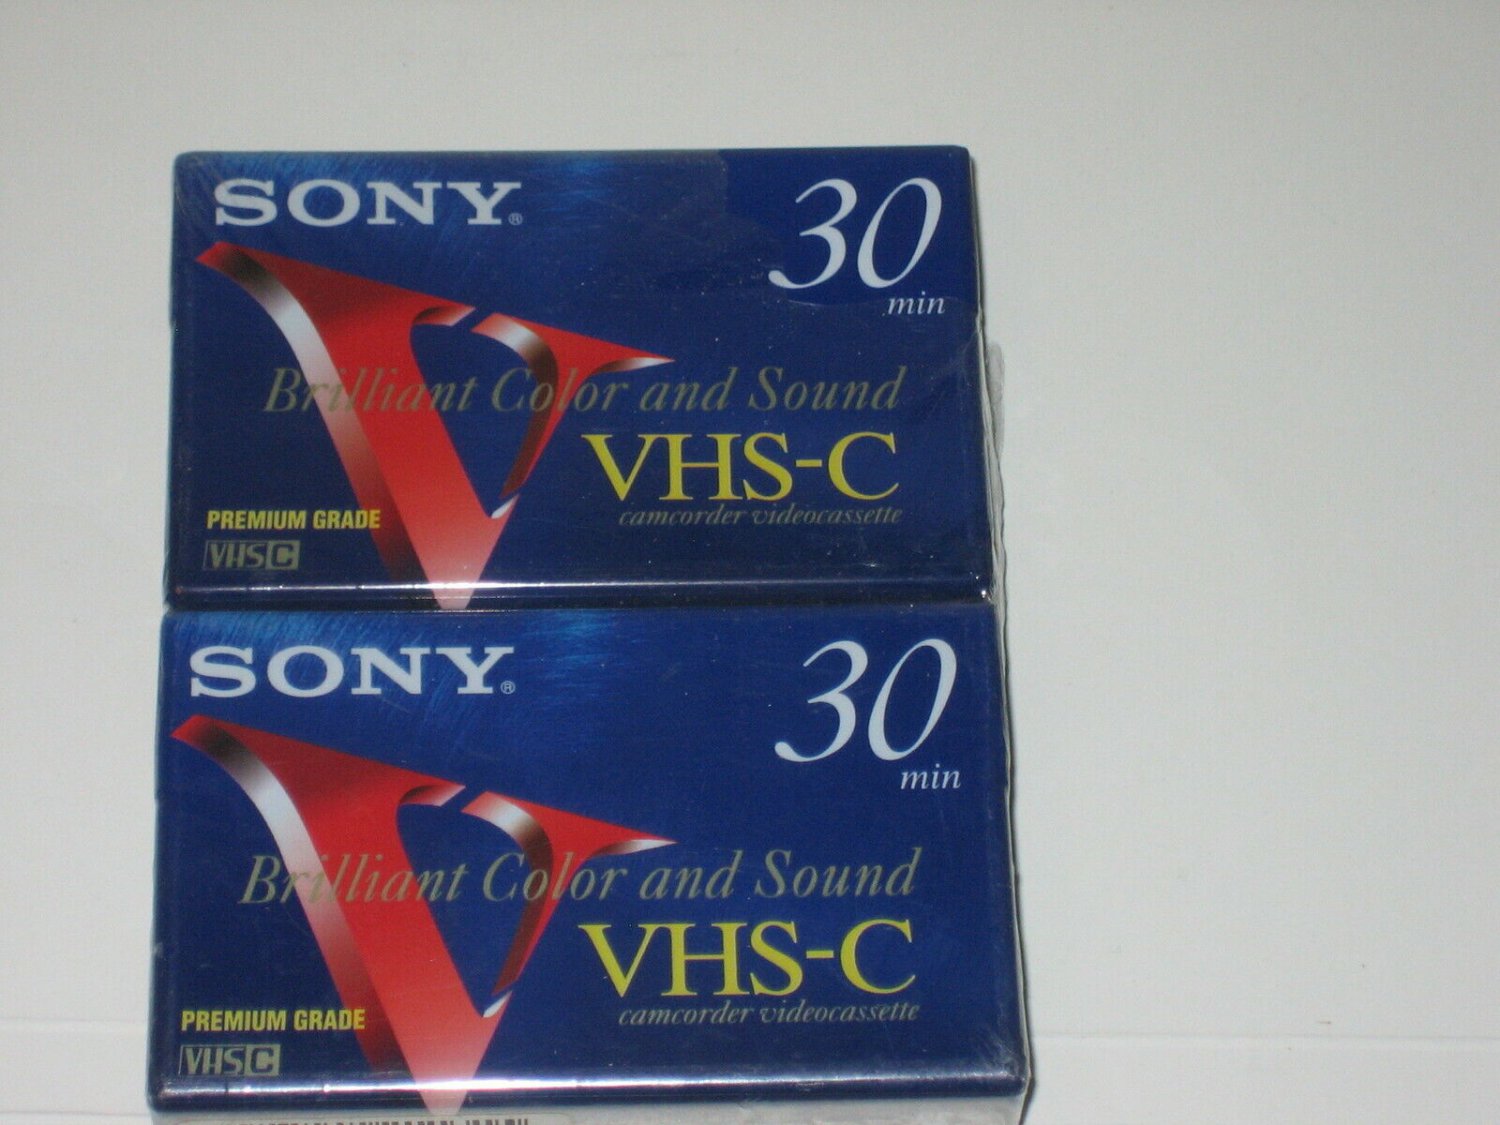 SONY®
30
min
V
Brilliant Color and Sound
VHS-C
camcorder videocassette
PREMIUM GRADE
VHS C
SONY®
30
min
V
Brilliant Color and Sound
VHS-C
camcorder videocassette
PREMIUM GRADE
VHS C